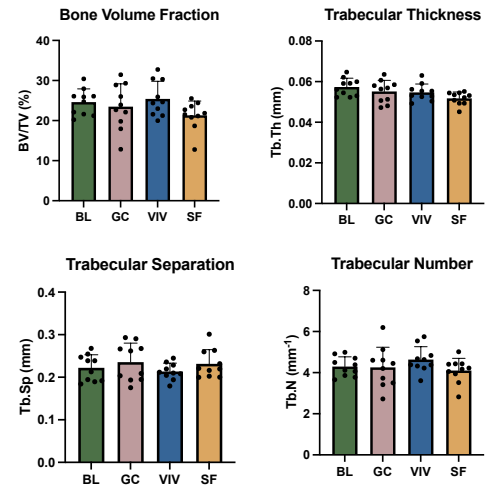 Bone Volume Fraction
BV/TV (%)
40
30
20
10
0
BL GC VIV SF
Trabecular Thickness
Tb.Th (mm)
0.08
0.06
0.04
0.02
0.00
BL GC VIV SF
Trabecular Separation
Tb.Sp (mm)
0.4
0.3
0.2
0.1
0.0
BL GC VIV SF
Trabecular Number
Tb.N (mm-1)
8
6
4
2
0
BL GC VIV SF